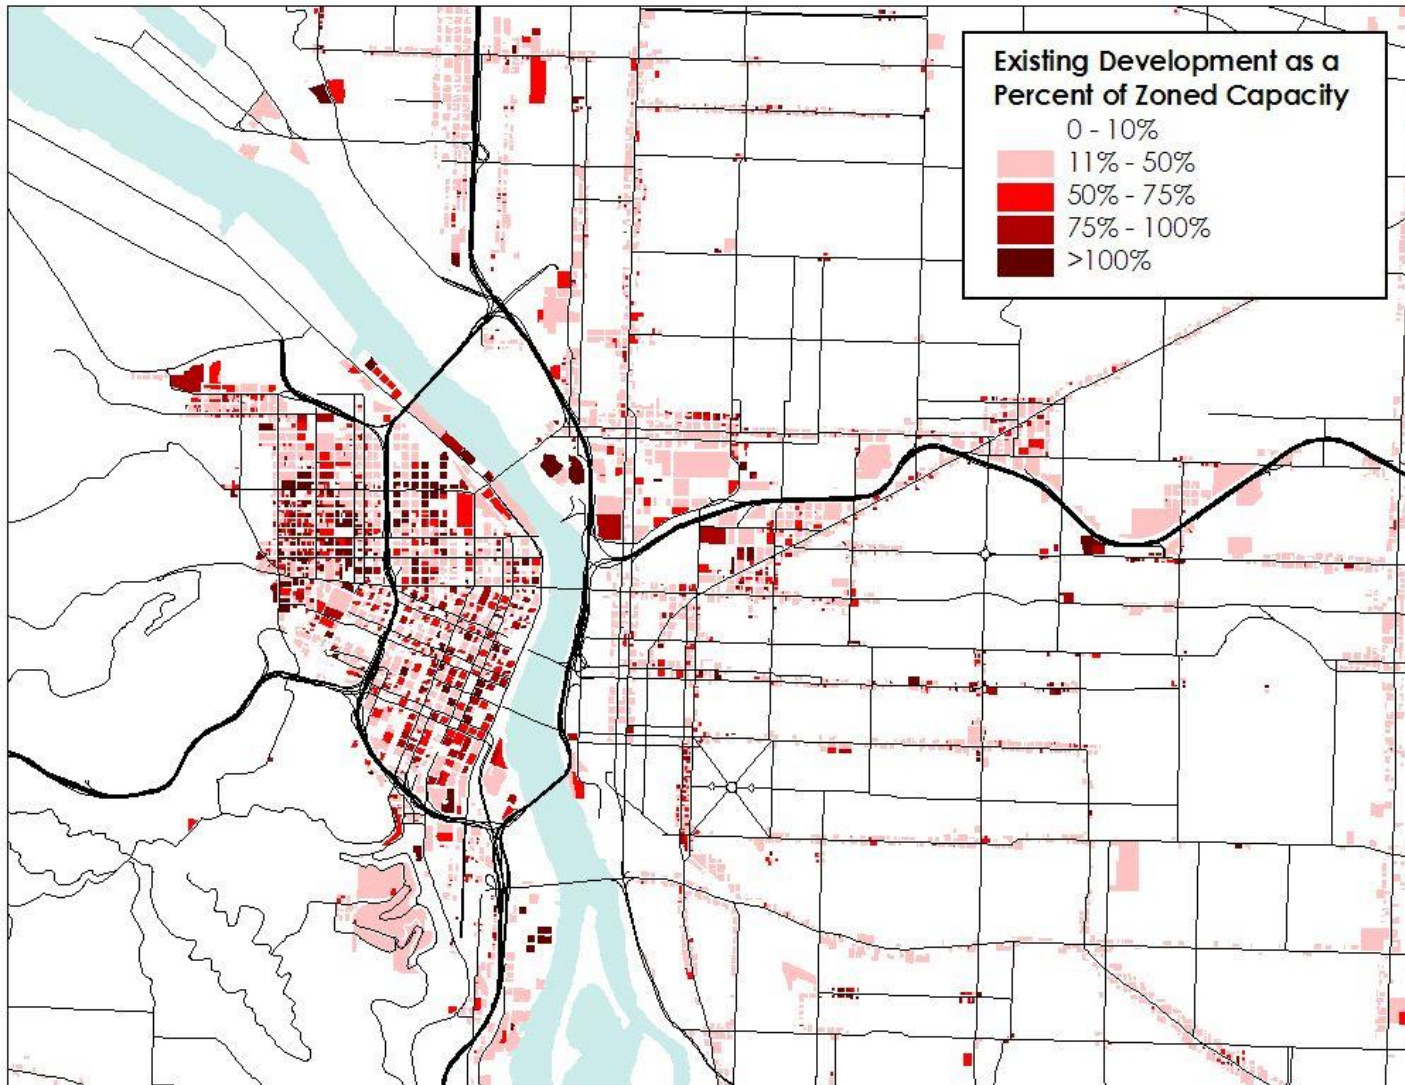 Existing Development as a
Percent of Zoned Capacity
0 - 10%
11% - 50%
50% - 75%
75% - 100%
>100%